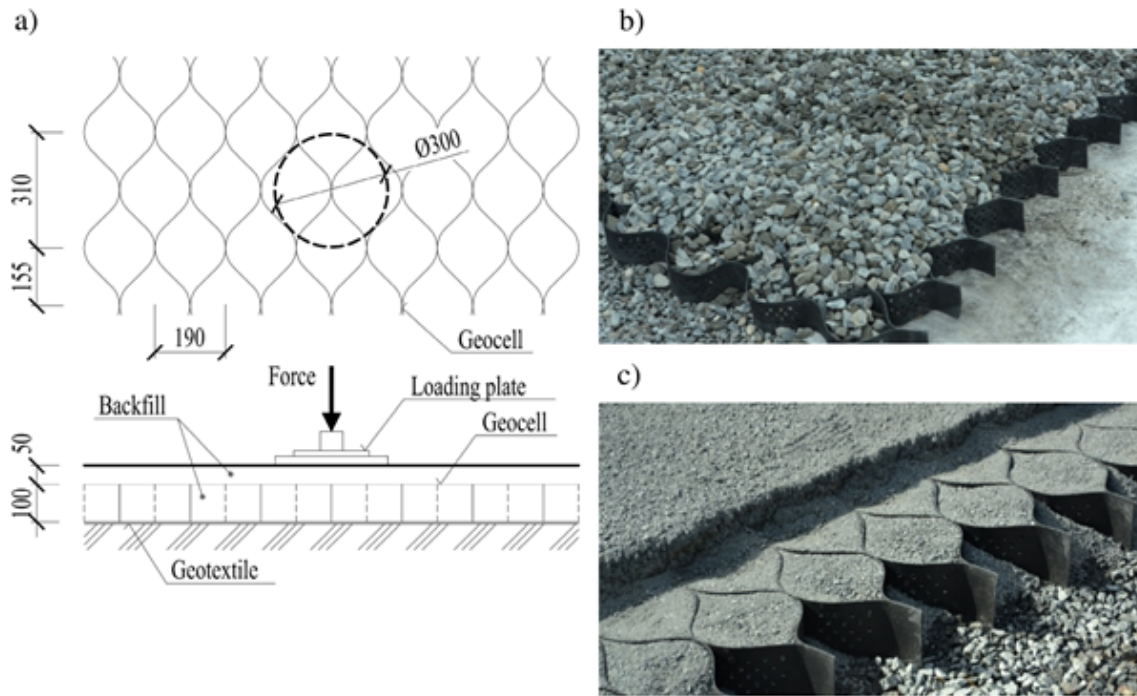 a)
b)
Ø300
310
155
190
Geocell
Force
Loading plate
Backfill
Geocell
50
100
Geotextile
c)